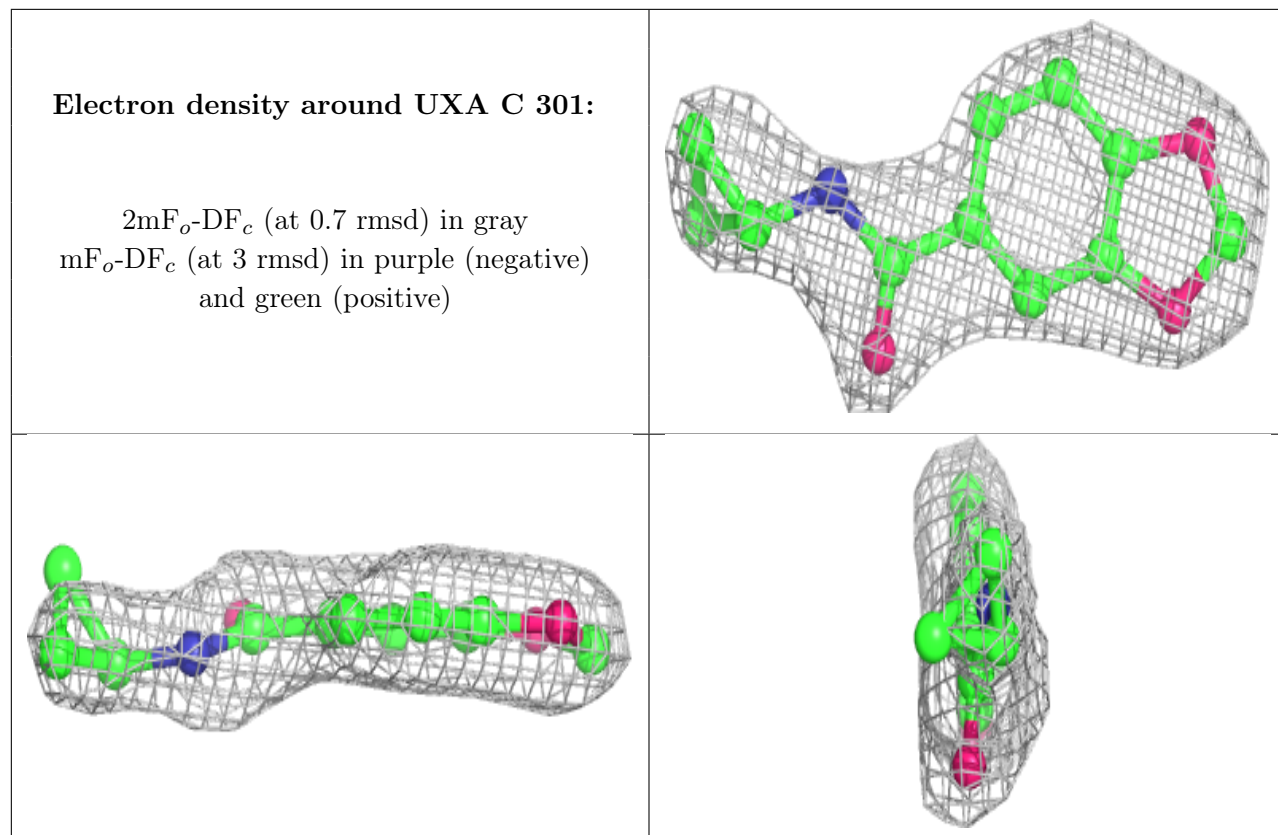 Electron density around UXA C 301:
2mFo-DFc (at 0.7 rmsd) in gray
mFo-DFc (at 3 rmsd) in purple (negative)
and green (positive)